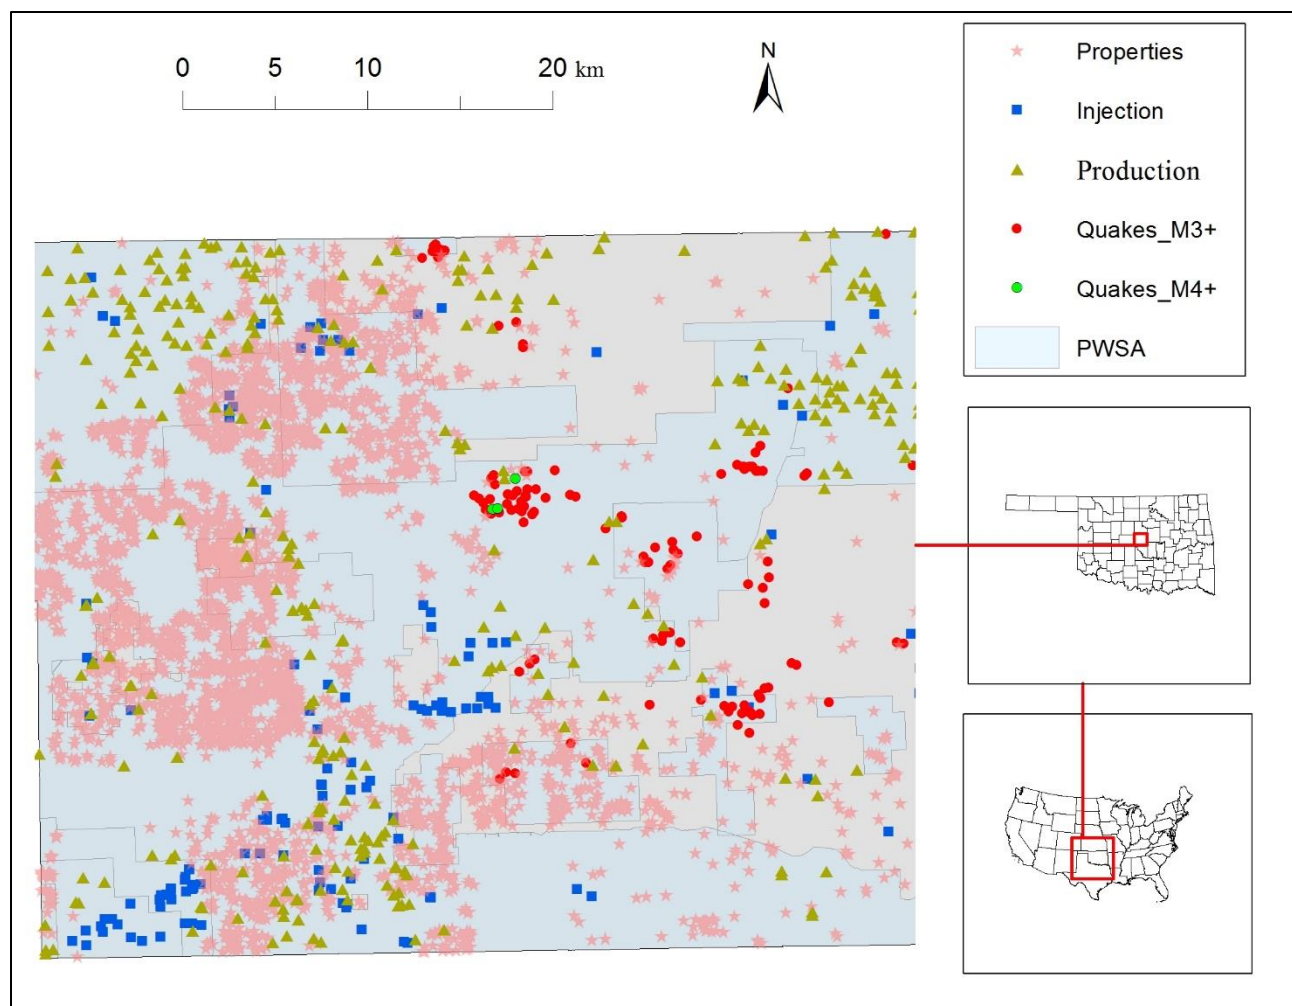 0 5 10 20 km
N
Properties
Injection
Production
Quakes_M3+
Quakes_M4+
PWSA